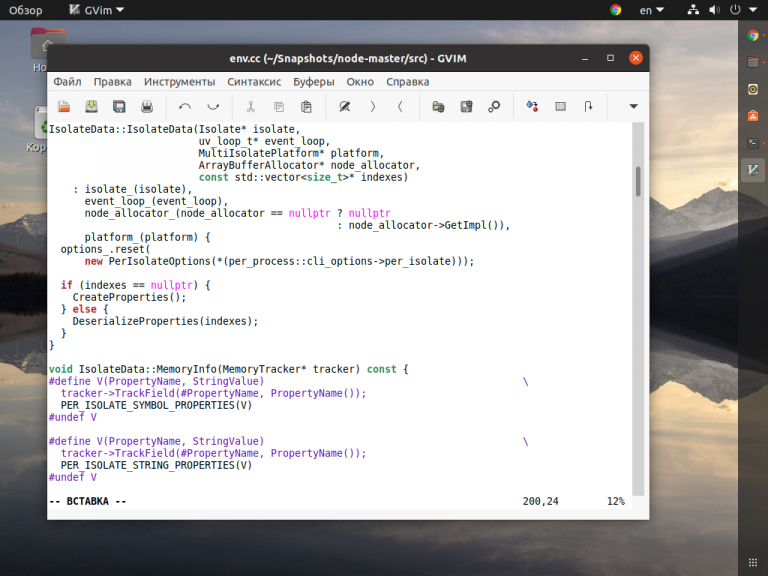 Обзор
GVim
en
env.cc (~/Snapshots/node-master/src) - GVIM
Файл Правка Инструменты Синтаксис Буферы Окно Справка
IsolateData::IsolateData(Isolate* isolate,
                         uv_loop_t* event_loop,
                         MultiIsolatePlatform* platform,
                         ArrayBufferAllocator* node_allocator,
                         const std::vector<size_t>* indexes)
    : isolate_(isolate),
      event_loop_(event_loop),
      node_allocator_(node_allocator == nullptr ? nullptr
                                                : node_allocator->GetImpl()),
      platform_(platform) {
  options_.reset(
      new PerIsolateOptions(*(per_process::cli_options->per_isolate)));
  if (indexes == nullptr) {
    CreateProperties();
  } else {
    DeserializeProperties(indexes);
  }
}
void IsolateData::MemoryInfo(MemoryTracker* tracker) const {
#define V(PropertyName, StringValue)                                           \
  tracker->TrackField(#PropertyName, PropertyName());
  PER_ISOLATE_SYMBOL_PROPERTIES(V)
#undef V
#define V(PropertyName, StringValue)                                           \
  tracker->TrackField(#PropertyName, PropertyName());
  PER_ISOLATE_STRING_PROPERTIES(V)
#undef V
-- ВСТАВКА -- 200,24 12%